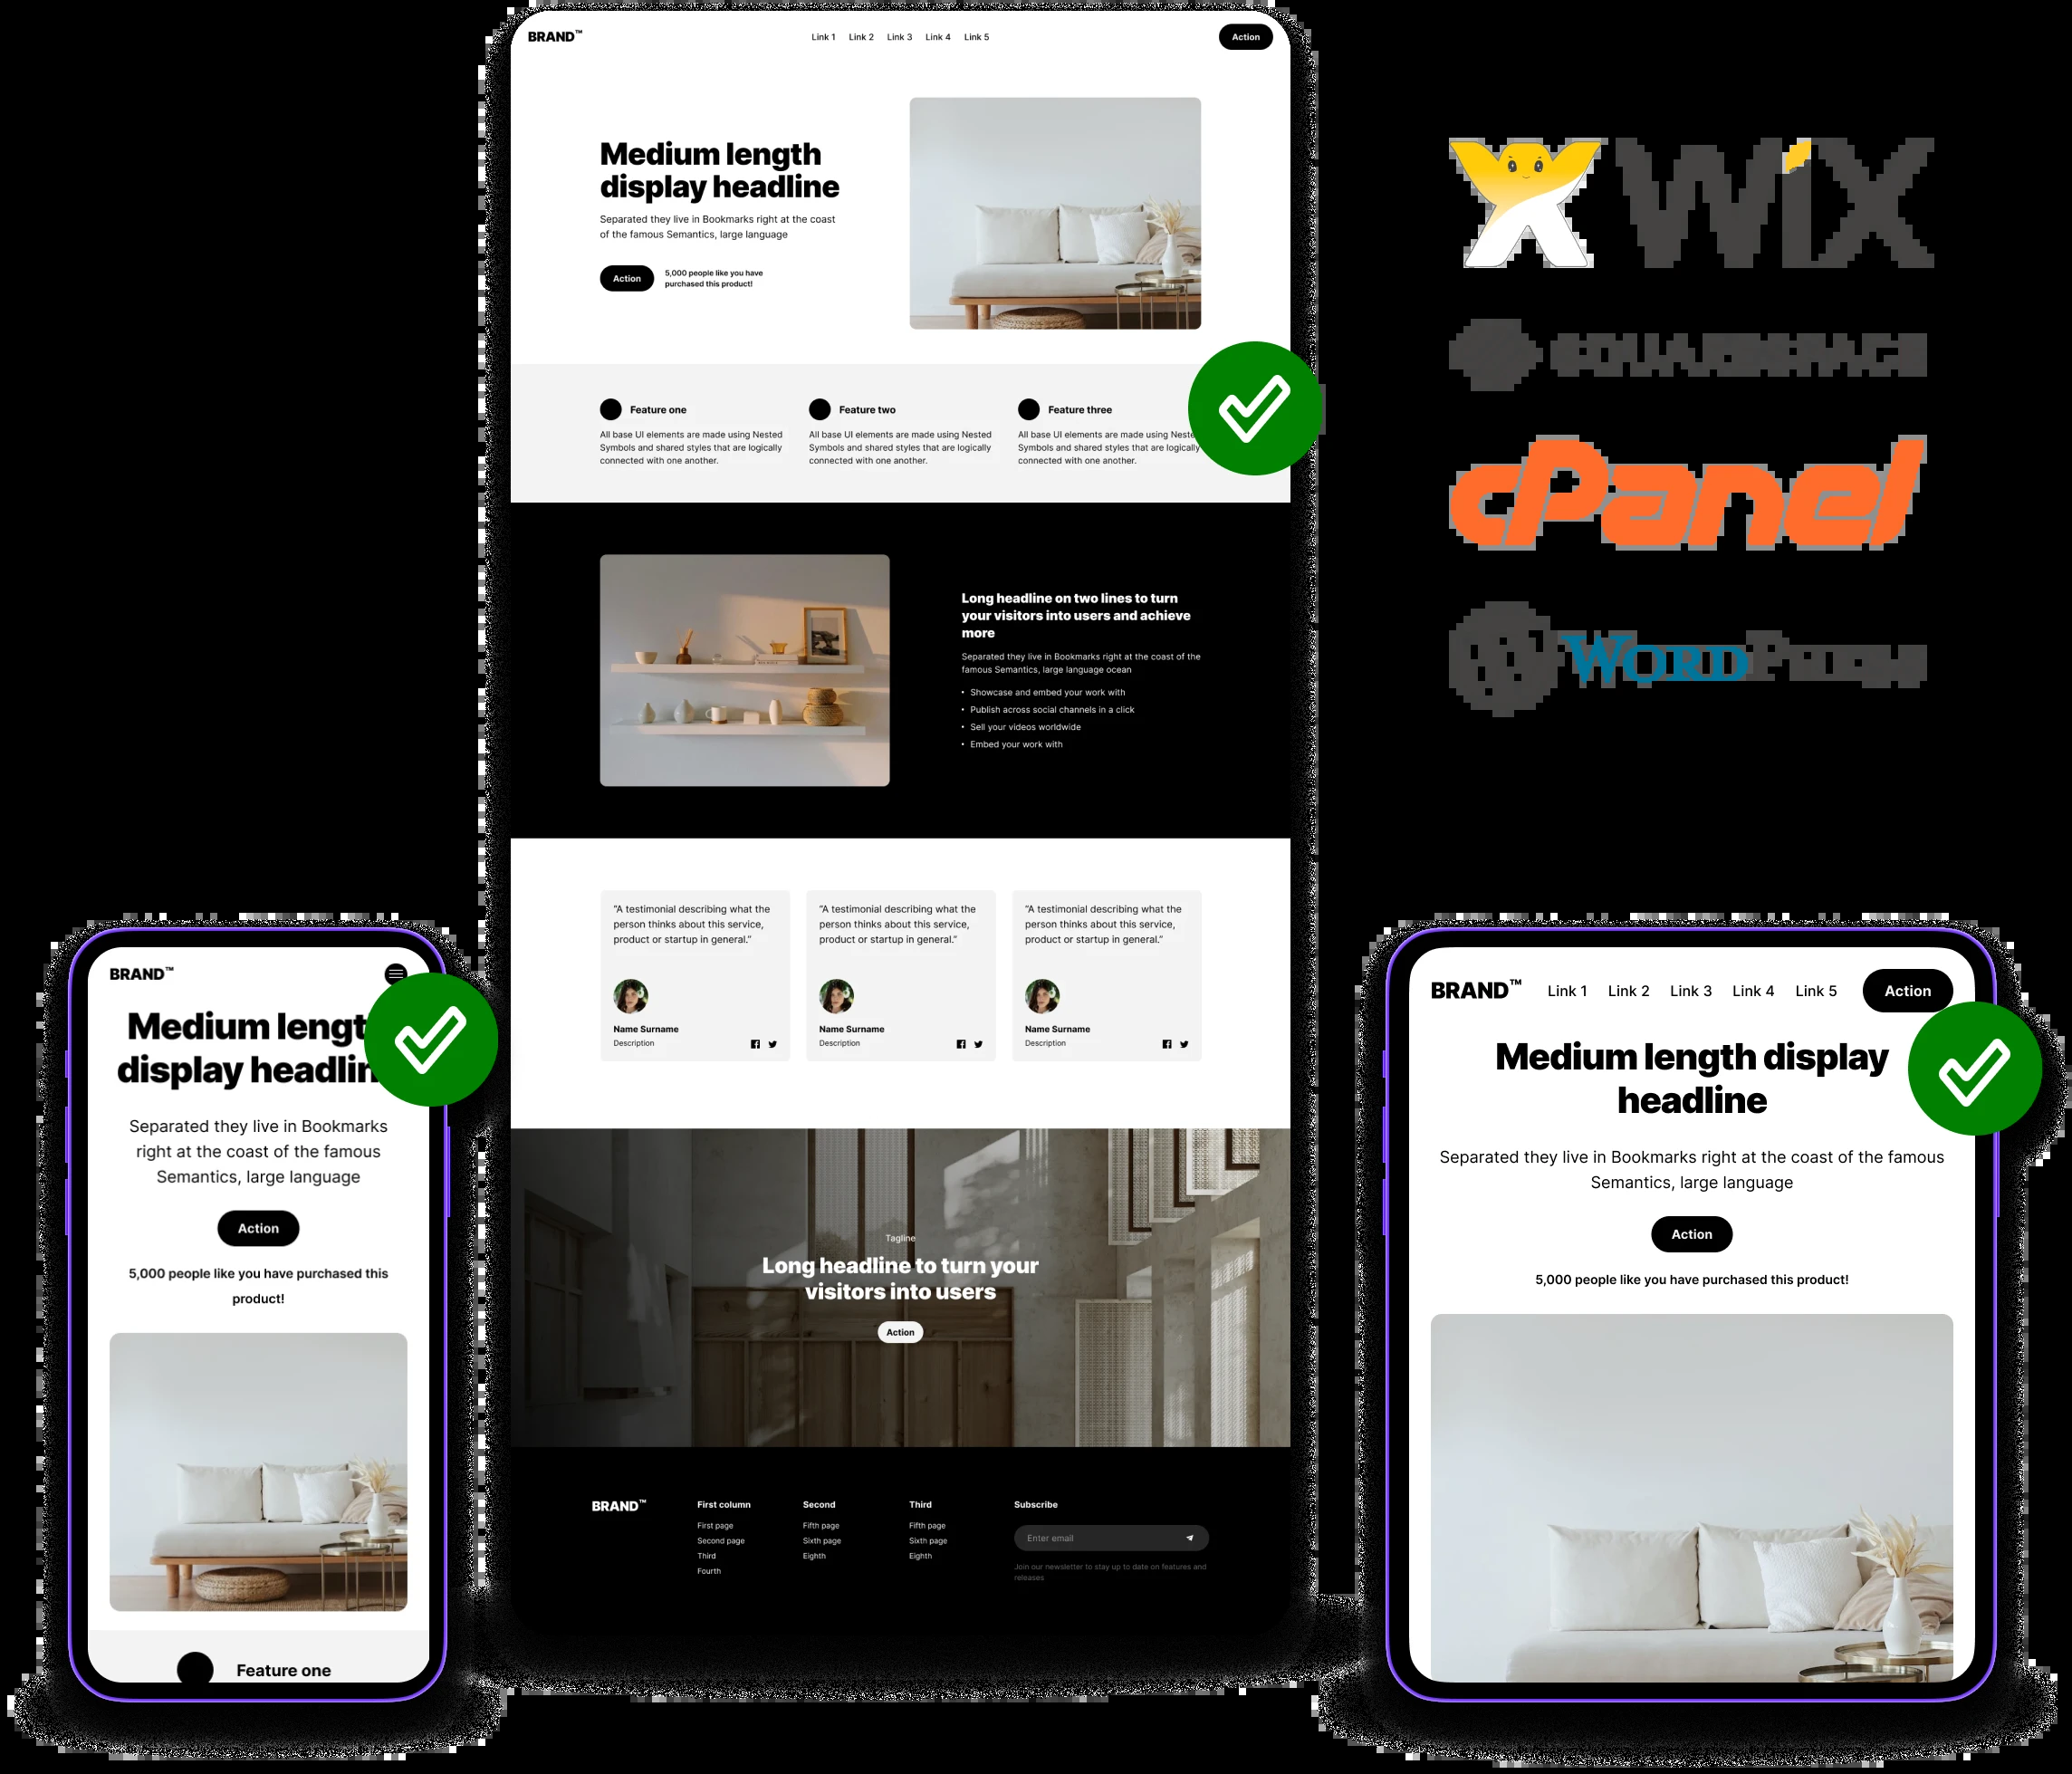 BRAND™
Link 1 Link 2 Link 3 Link 4 Link 5
Action
Medium length
display headline
Separated they live in Bookmarks right at the coast
of the famous Semantics, large language
Action
5,000 people like you have
purchased this product!
Feature one
All base UI elements are made using Nested
Symbols and shared styles that are logically
connected with one another.
Feature two
All base UI elements are made using Nested
Symbols and shared styles that are logically
connected with one another.
Feature three
All base UI elements are made using Neste
Symbols and shared styles that are logically
connected with one another.
Long headline on two lines to turn
your visitors into users and achieve
more
Separated they live in Bookmarks right at the coast of the
famous Semantics, large language ocean
• Showcase and embed your work with
• Publish across social channels in a click
• Sell your videos worldwide
• Embed your work with
“A testimonial describing what the
person thinks about this service,
product or startup in general.”
Name Surname
Description
“A testimonial describing what the
person thinks about this service,
product or startup in general.”
Name Surname
Description
“A testimonial describing what the
person thinks about this service,
product or startup in general.”
Name Surname
Description
Tagline
Long headline to turn your
visitors into users
Action
BRAND™
First column
First page
Second page
Third
Fourth
Second
Fifth page
Sixth page
Eighth
Third
Fifth page
Sixth page
Eighth
Subscribe
Enter email
Join our newsletter to stay up to date on features and
releases
WiX
SQUARESPACE
cPanel
WORDPRESS
BRAND™
Medium lengt
display headlin
Separated they live in Bookmarks
right at the coast of the famous
Semantics, large language
Action
5,000 people like you have purchased this
product!
Feature one
BRAND™
Link 1 Link 2 Link 3 Link 4 Link 5
Action
Medium length display
headline
Separated they live in Bookmarks right at the coast of the famous
Semantics, large language
Action
5,000 people like you have purchased this product!